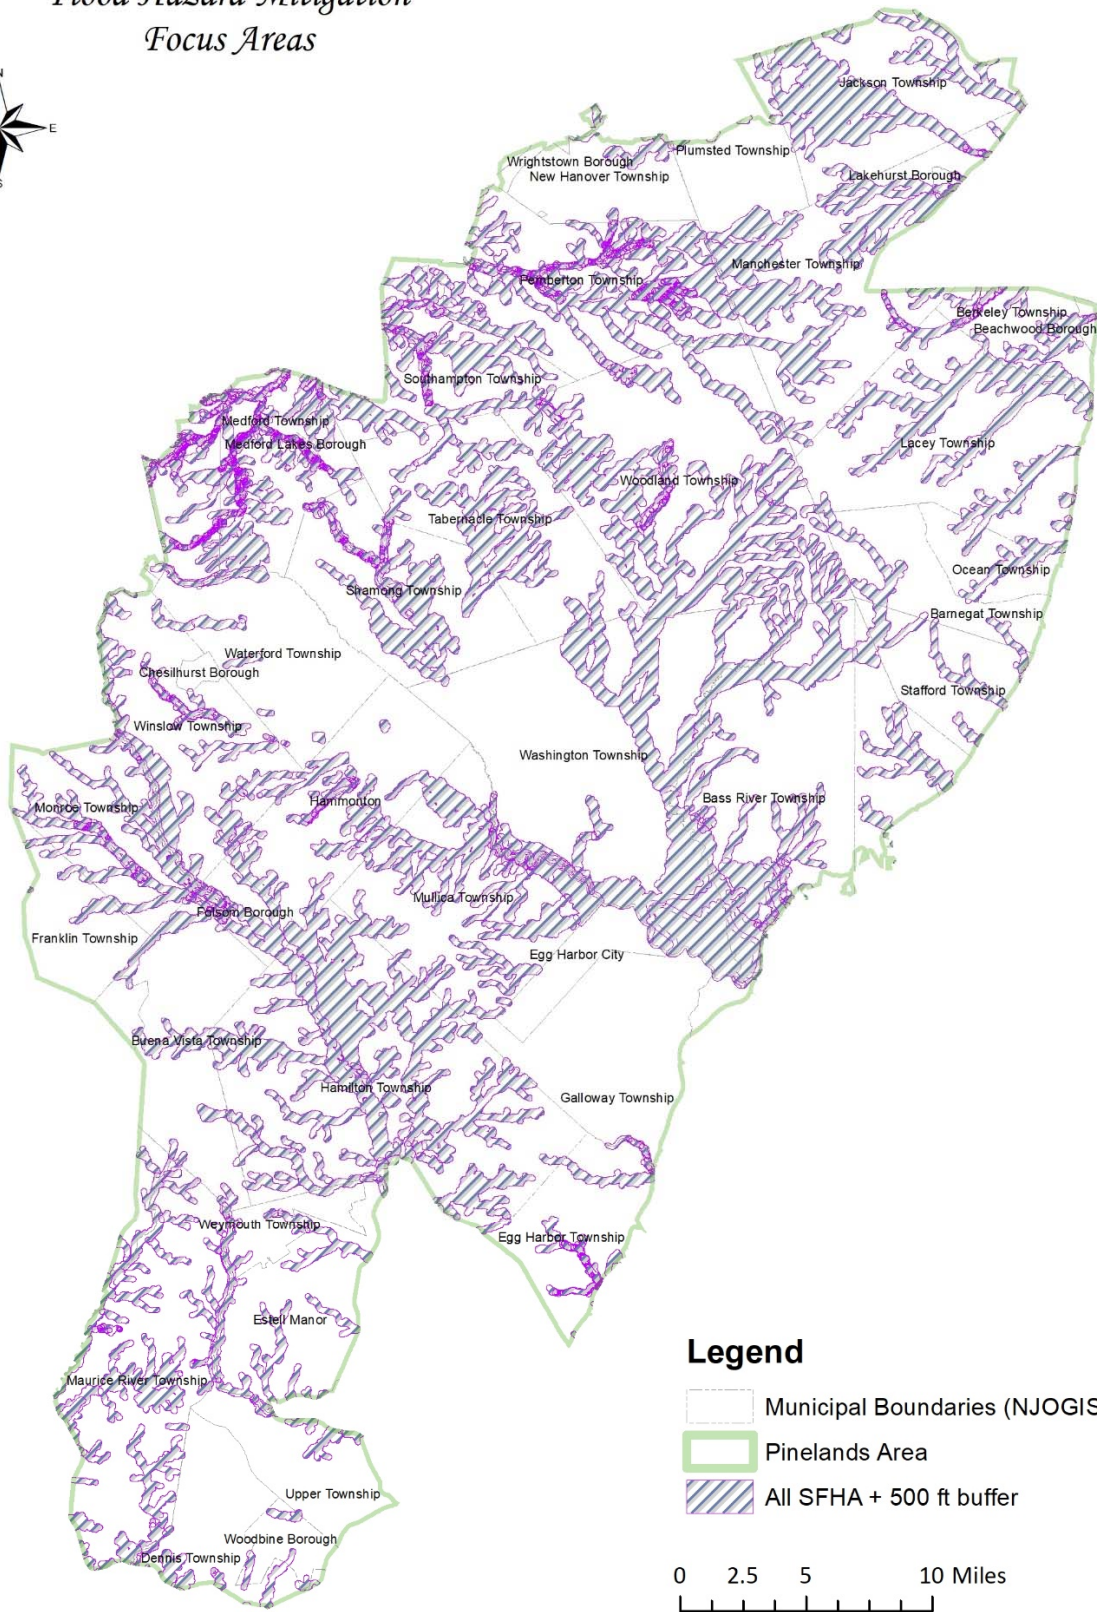 Flood Hazard Mitigation
Focus Areas
N
E
S
Jackson Township
Plumsted Township
Wrightstown Borough
New Hanover Township
Lakehurst Borough
Manchester Township
Pemberton Township
Berkeley Township
Beachwood Borough
Southampton Township
Medford Township
Medford Lakes Borough
Lacey Township
Woodland Township
Tabernacle Township
Ocean Township
Shamong Township
Barnegat Township
Waterford Township
Chesilhurst Borough
Stafford Township
Winslow Township
Washington Township
Hammonton
Bass River Township
Monroe Township
Mullica Township
Folsom Borough
Franklin Township
Egg Harbor City
Buena Vista Township
Hamilton Township
Galloway Township
Weymouth Township
Egg Harbor Township
Estell Manor
Maurice River Township
Upper Township
Woodbine Borough
Dennis Township
Legend
Municipal Boundaries (NJOGIS
Pinelands Area
All SFHA + 500 ft buffer
0 2.5 5 10 Miles